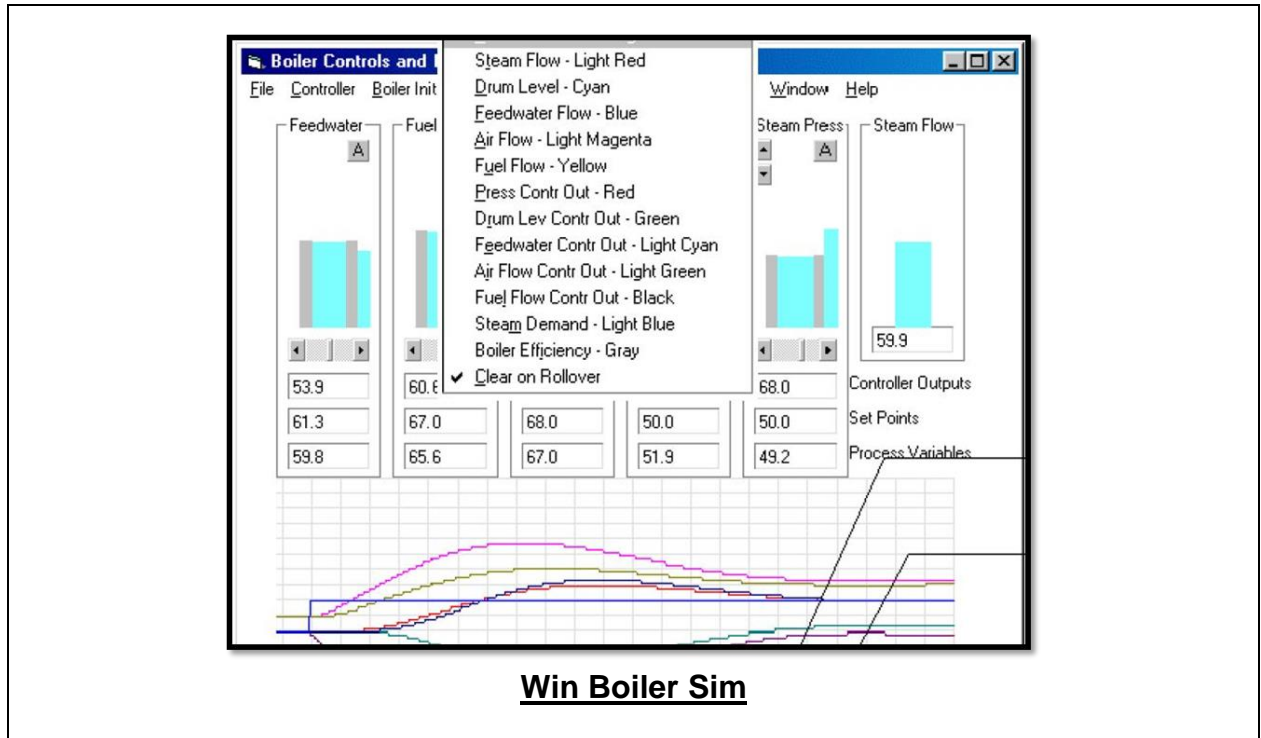 Boiler Controls and
File Controller Boiler Init Window Help
Steam Flow - Light Red
Drum Level - Cyan
Feedwater Flow - Blue
Air Flow - Light Magenta
Fuel Flow - Yellow
Press Contr Out - Red
Drum Lev Contr Out - Green
Feedwater Contr Out - Light Cyan
Air Flow Contr Out - Light Green
Fuel Flow Contr Out - Black
Steam Demand - Light Blue
Boiler Efficiency - Gray
✔ Clear on Rollover
Feedwater Fuel Steam Press Steam Flow
A A
59.9
53.9 60.6 68.0 Controller Outputs
61.3 67.0 68.0 50.0 50.0 Set Points
59.8 65.6 67.0 51.9 49.2 Process Variables
Win Boiler Sim